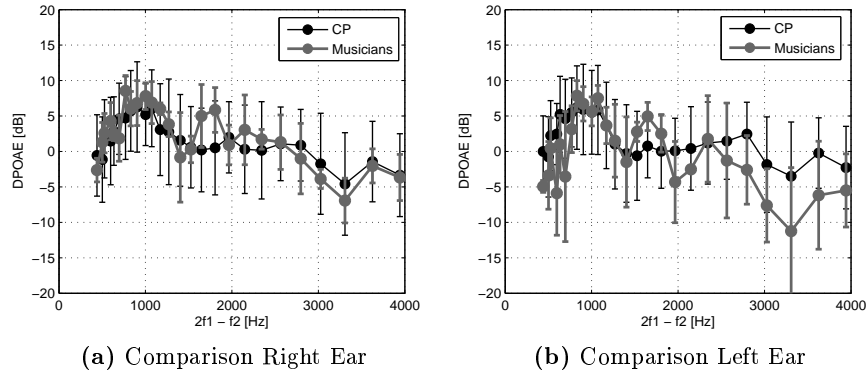 20
15
10
5
0
−5
−10
−15
−20
DPOAE [dB]
CP
Musicians
0
1000
2000
3000
4000
2f1 − f2 [Hz]
(a) Comparison Right Ear
20
15
10
5
0
−5
−10
−15
−20
DPOAE [dB]
CP
Musicians
0
1000
2000
3000
4000
2f1 − f2 [Hz]
(b) Comparison Left Ear